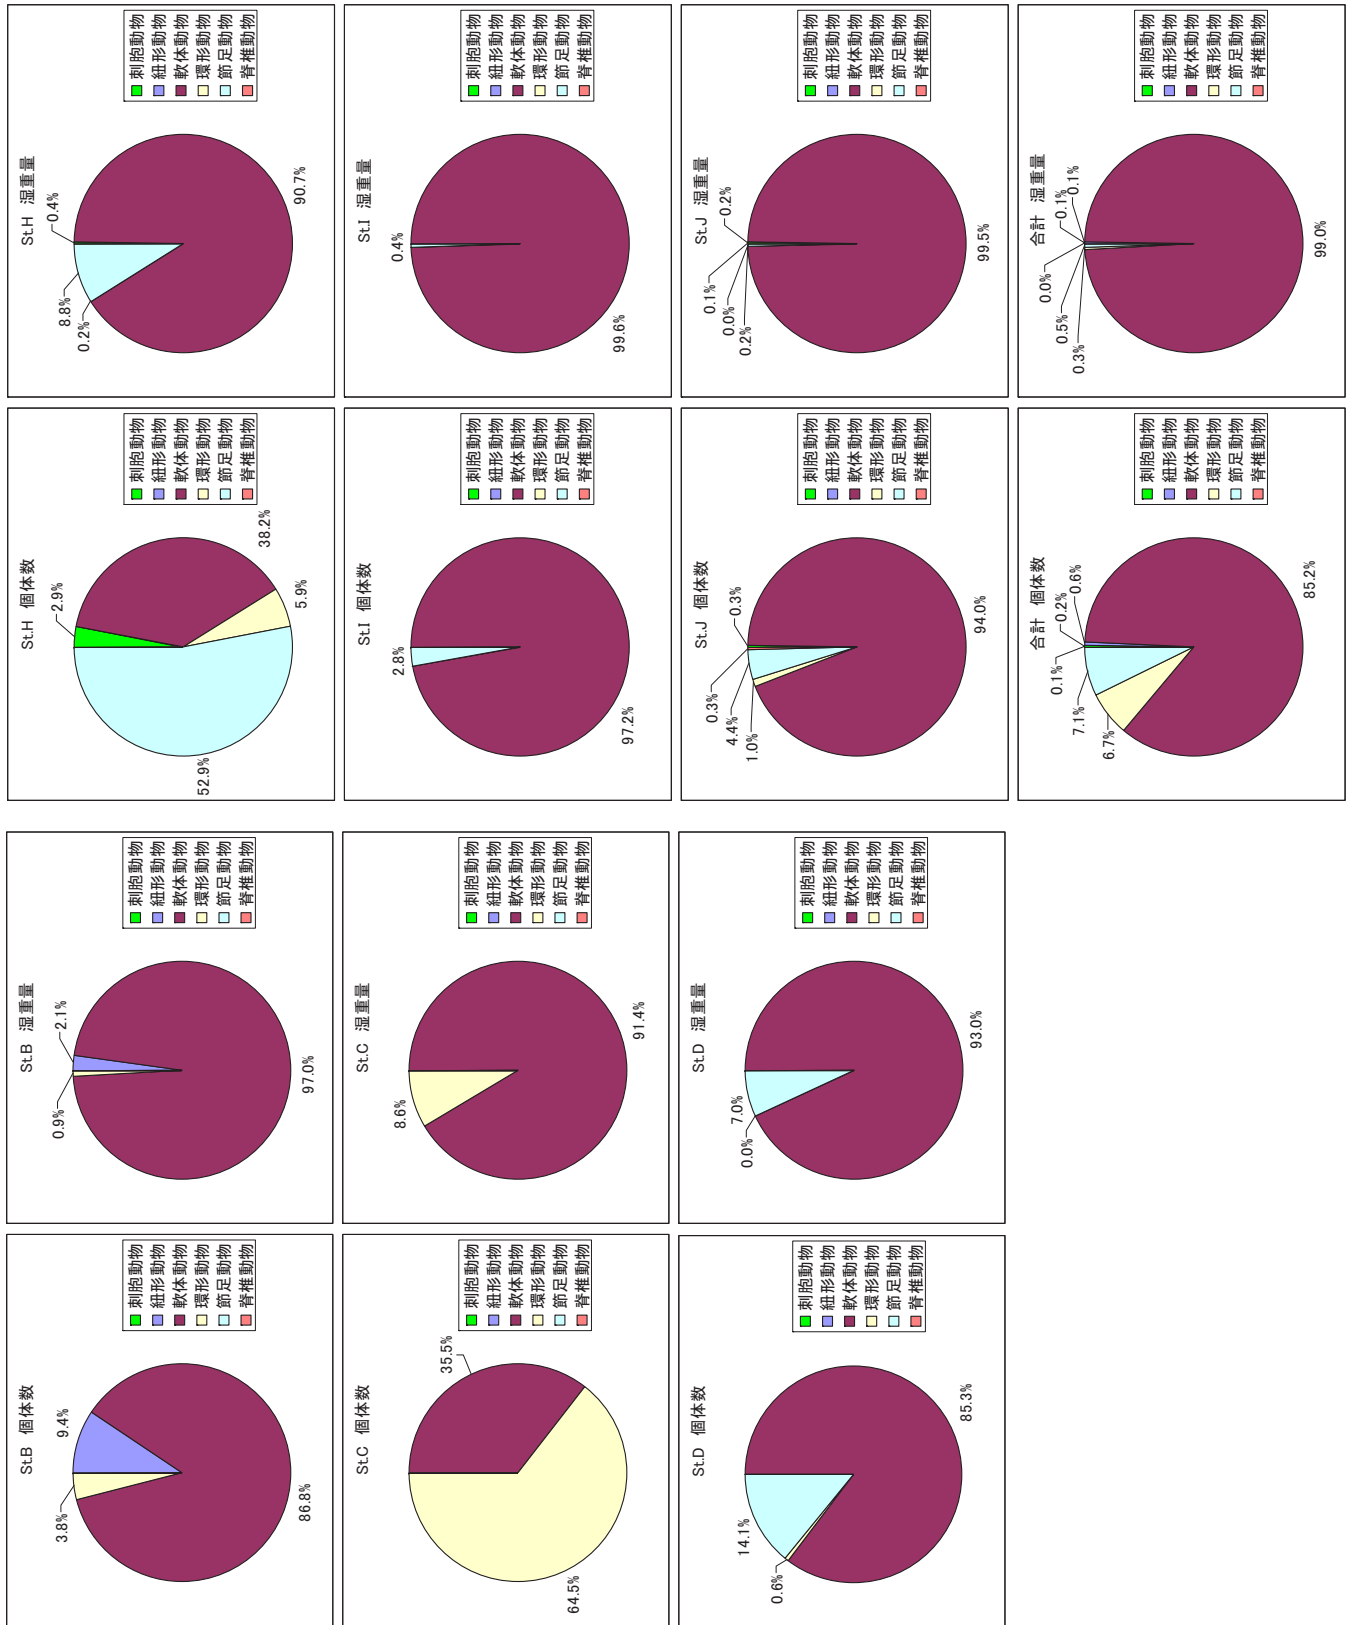 St.B 個体数
3.8%
9.4%
86.8%
刺胞動物
紐形動物
軟体動物
環形動物
節足動物
脊椎動物
St.B 湿重量
0.9%
2.1%
97.0%
刺胞動物
紐形動物
軟体動物
環形動物
節足動物
脊椎動物
St.H 個体数
2.9%
52.9%
38.2%
5.9%
刺胞動物
紐形動物
軟体動物
環形動物
節足動物
脊椎動物
St.H 湿重量
0.4%
8.8%
0.2%
90.7%
刺胞動物
紐形動物
軟体動物
環形動物
節足動物
脊椎動物
St.C 個体数
35.5%
64.5%
刺胞動物
紐形動物
軟体動物
環形動物
節足動物
脊椎動物
St.C 湿重量
8.6%
91.4%
刺胞動物
紐形動物
軟体動物
環形動物
節足動物
脊椎動物
St.I 個体数
2.8%
97.2%
刺胞動物
紐形動物
軟体動物
環形動物
節足動物
脊椎動物
St.I 湿重量
0.4%
99.6%
刺胞動物
紐形動物
軟体動物
環形動物
節足動物
脊椎動物
St.D 個体数
14.1%
0.6%
85.3%
刺胞動物
紐形動物
軟体動物
環形動物
節足動物
脊椎動物
St.D 湿重量
7.0%
0.0%
93.0%
刺胞動物
紐形動物
軟体動物
環形動物
節足動物
脊椎動物
St.J 個体数
0.3%
0.3%
4.4%
1.0%
94.0%
刺胞動物
紐形動物
軟体動物
環形動物
節足動物
脊椎動物
St.J 湿重量
0.1%
0.2%
0.0%
0.2%
99.5%
刺胞動物
紐形動物
軟体動物
環形動物
節足動物
脊椎動物
合計 個体数
0.1%
0.2%
0.6%
7.1%
6.7%
85.2%
刺胞動物
紐形動物
軟体動物
環形動物
節足動物
脊椎動物
合計 湿重量
0.0%
0.1%
0.1%
0.5%
0.3%
99.0%
刺胞動物
紐形動物
軟体動物
環形動物
節足動物
脊椎動物